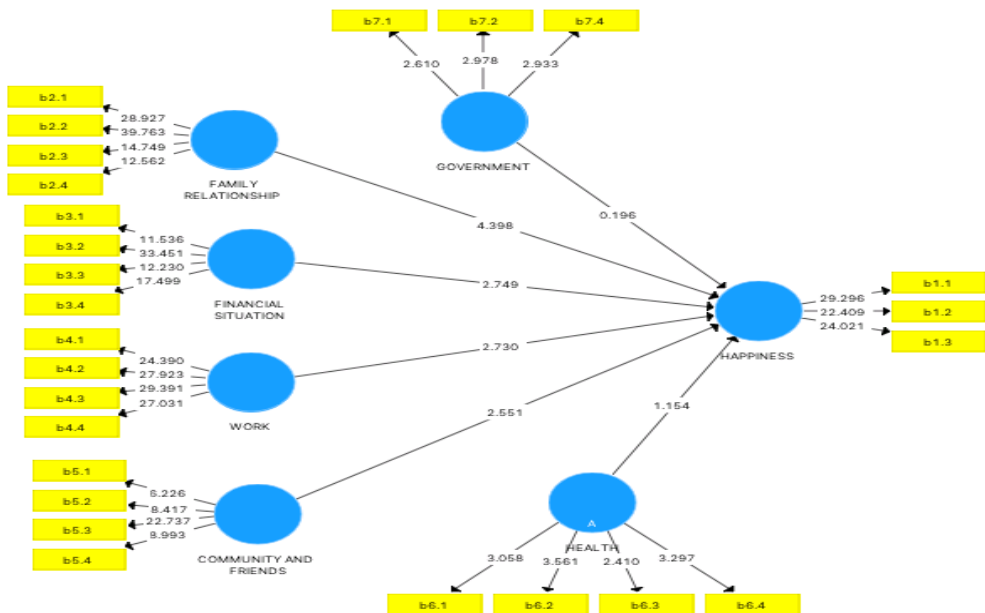 b7.1 b7.2 b7.4
2.610 2.978 2.933
GOVERNMENT
0.196
b2.1
b2.2
b2.3
b2.4
28.927
39.763
14.749
12.562
FAMILY
RELATIONSHIP
4.398
b3.1
b3.2
b3.3
b3.4
11.536
33.451
12.230
17.499
FINANCIAL
SITUATION
2.749
b4.1
b4.2
b4.3
b4.4
24.390
27.923
29.391
27.031
WORK
2.730
b5.1
b5.2
b5.3
b5.4
8.417
22.737
8.993
COMMUNITY AND
FRIENDS
2.551
HAPPINESS
29.296
22.409
24.021
b1.1
b1.2
b1.3
1.154
A
HEALTH
3.058 3.561 2.410 3.297
b6.1 b6.2 b6.3 b6.4